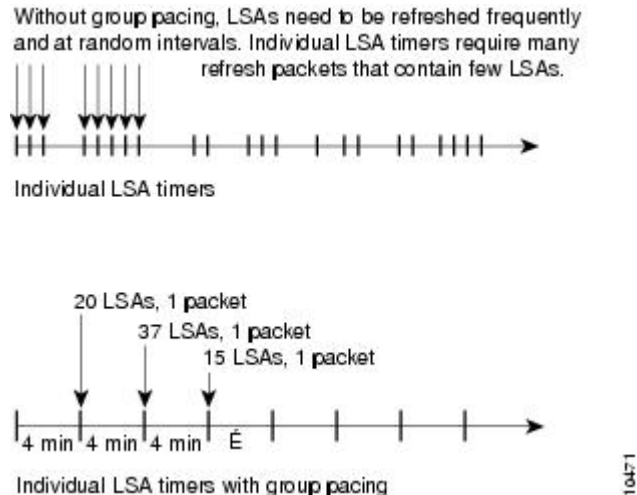 Without group pacing, LSAs need to be refreshed frequently
and at random intervals. Individual LSA timers require many
refresh packets that contain few LSAs.
Individual LSA timers
20 LSAs, 1 packet
37 LSAs, 1 packet
15 LSAs, 1 packet
4 min 4 min 4 min É
Individual LSA timers with group pacing
10471